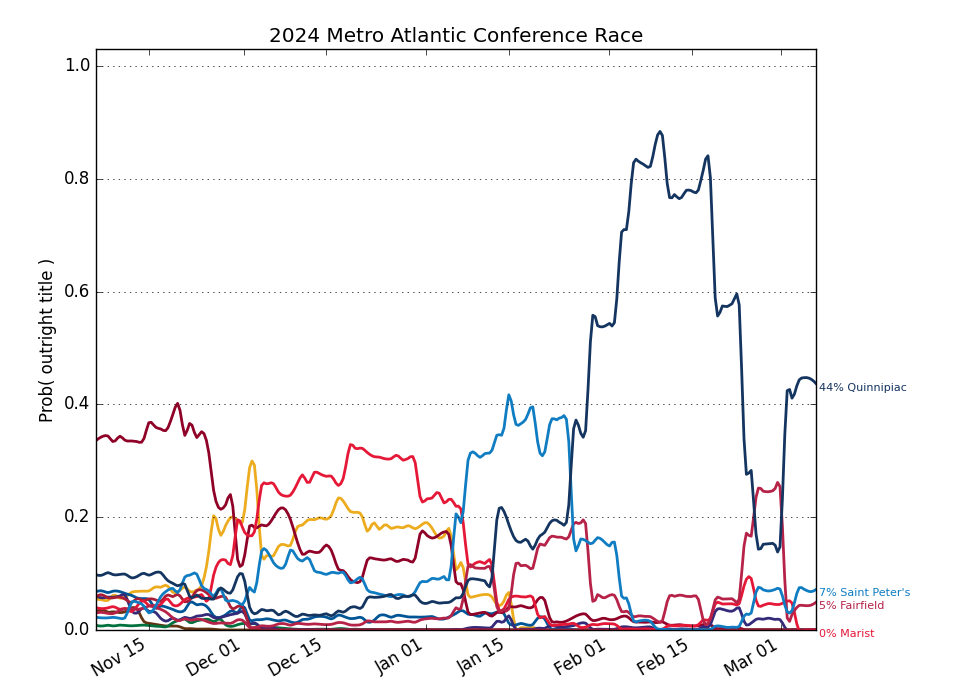 2024 Metro Atlantic Conference Race
Prob( outright title )
1.0
0.8
0.6
0.4
0.2
0.0
Nov 15
Dec 01
Dec 15
Jan 01
Jan 15
Feb 01
Feb 15
Mar 01
44% Quinnipiac
7% Saint Peter's
5% Fairfield
0% Marist